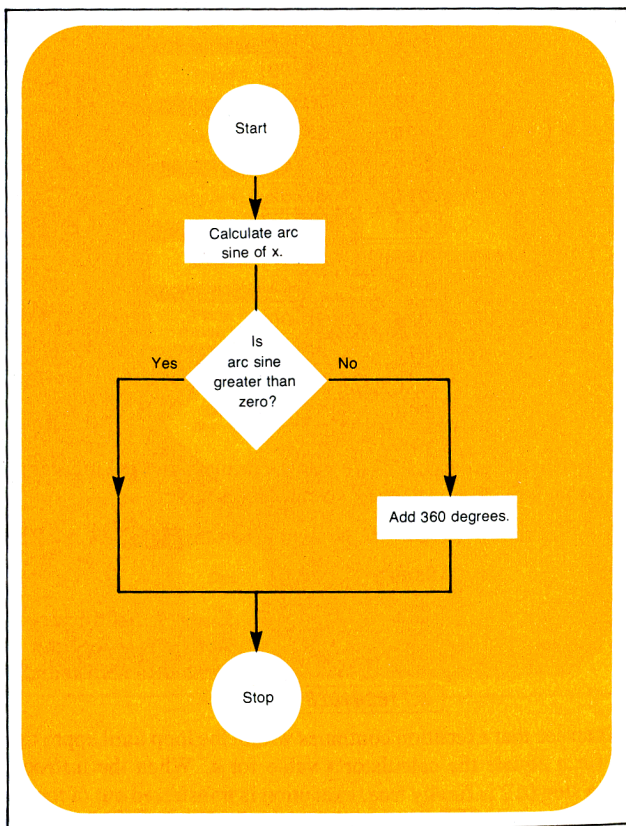 Start
Calculate arc
sine of x.
Is
arc sine
greater than
zero?
Yes
No
Add 360 degrees.
Stop